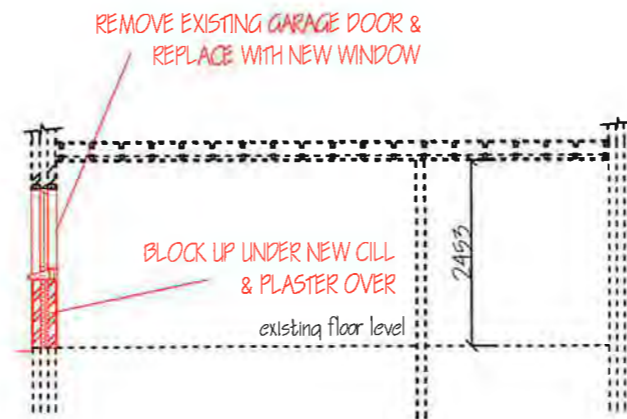 REMOVE EXISTING GARAGE DOOR &
REPLACE WITH NEW WINDOW
BLOCK UP UNDER NEW CILL
& PLASTER OVER
2453
existing floor level